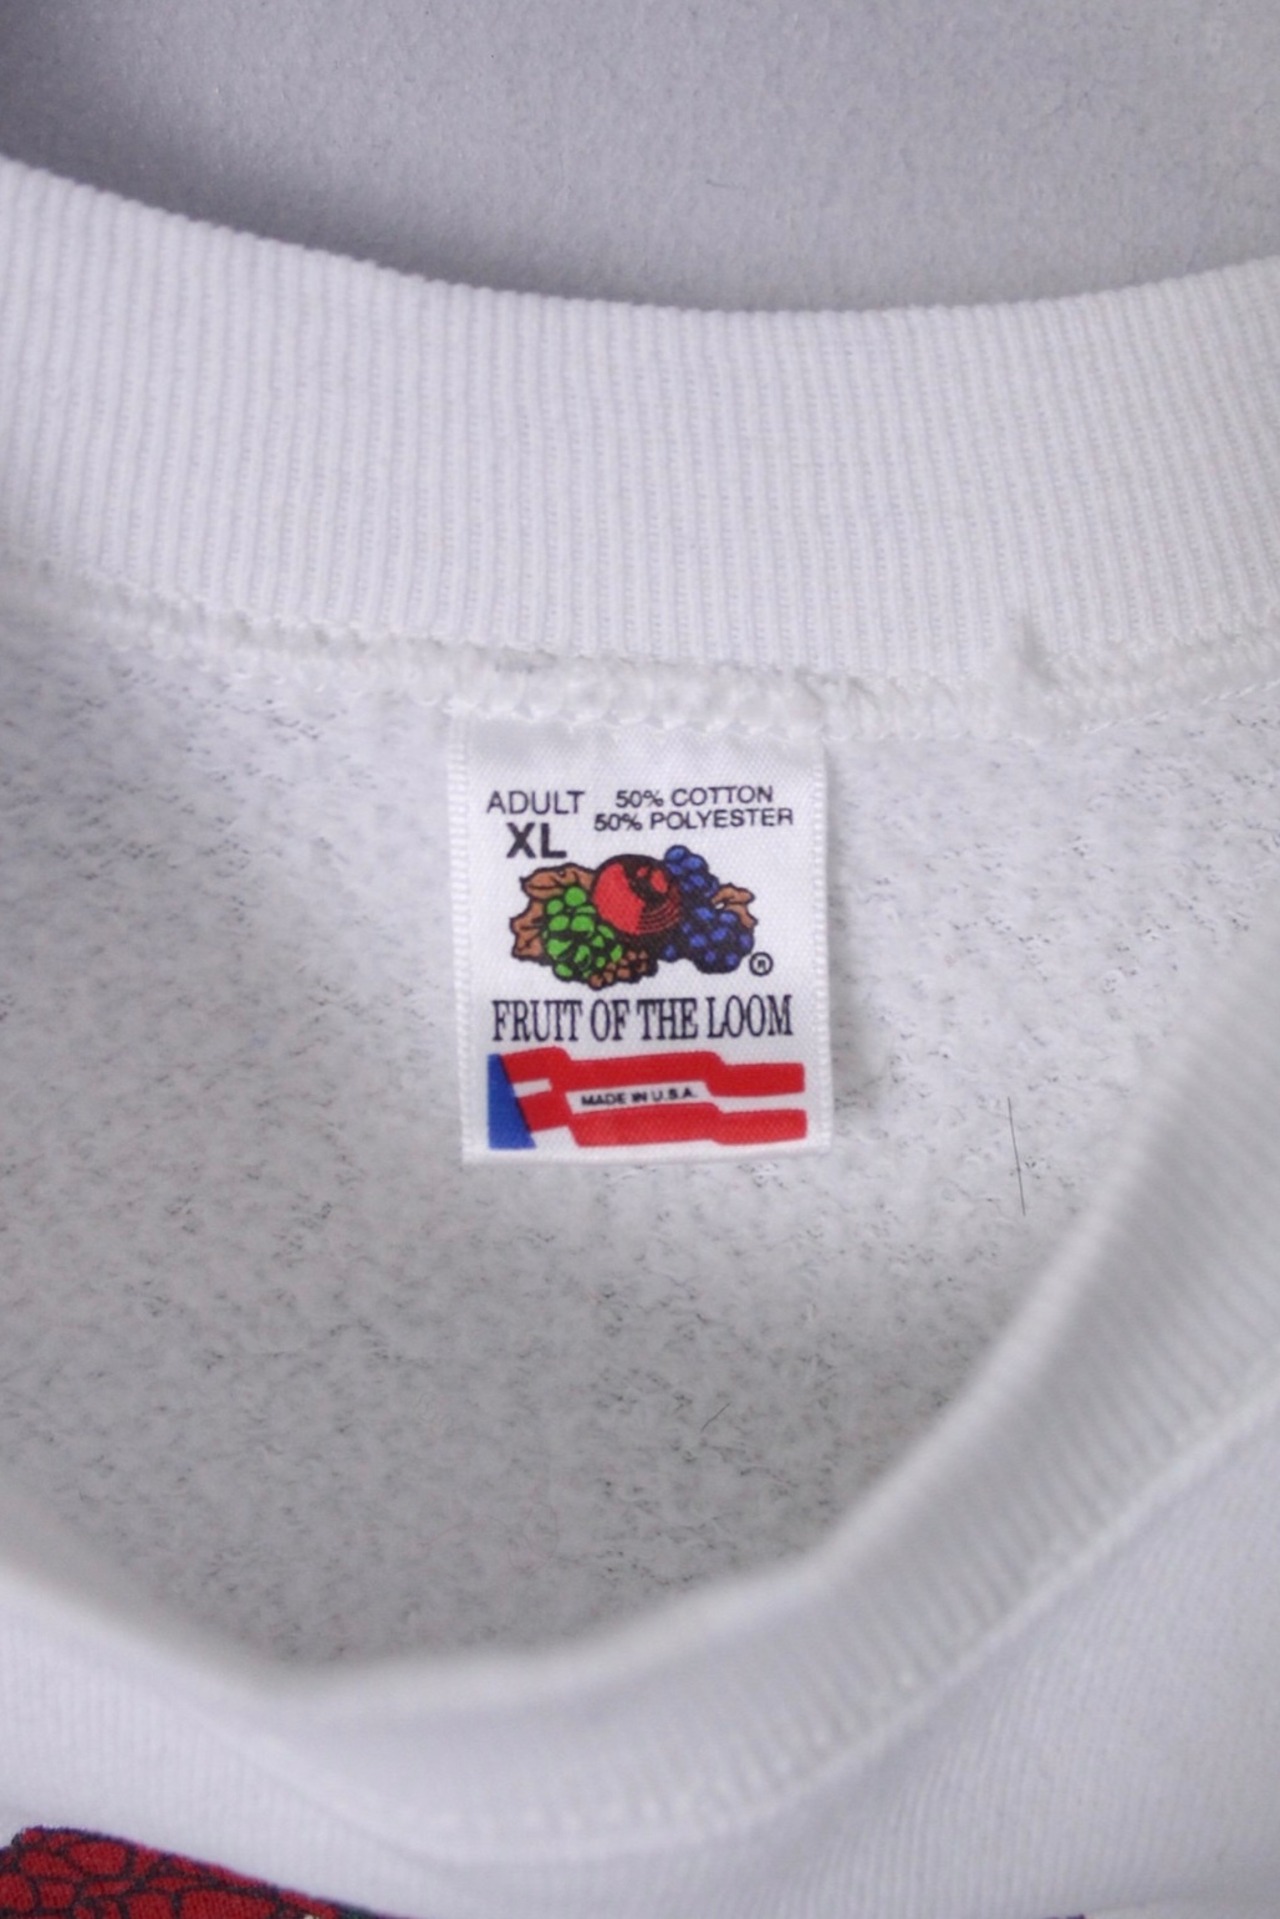 ADULT 50% COTTON
XL 50% POLYESTER
®
FRUIT OF THE LOOM
MADE IN U.S.A.